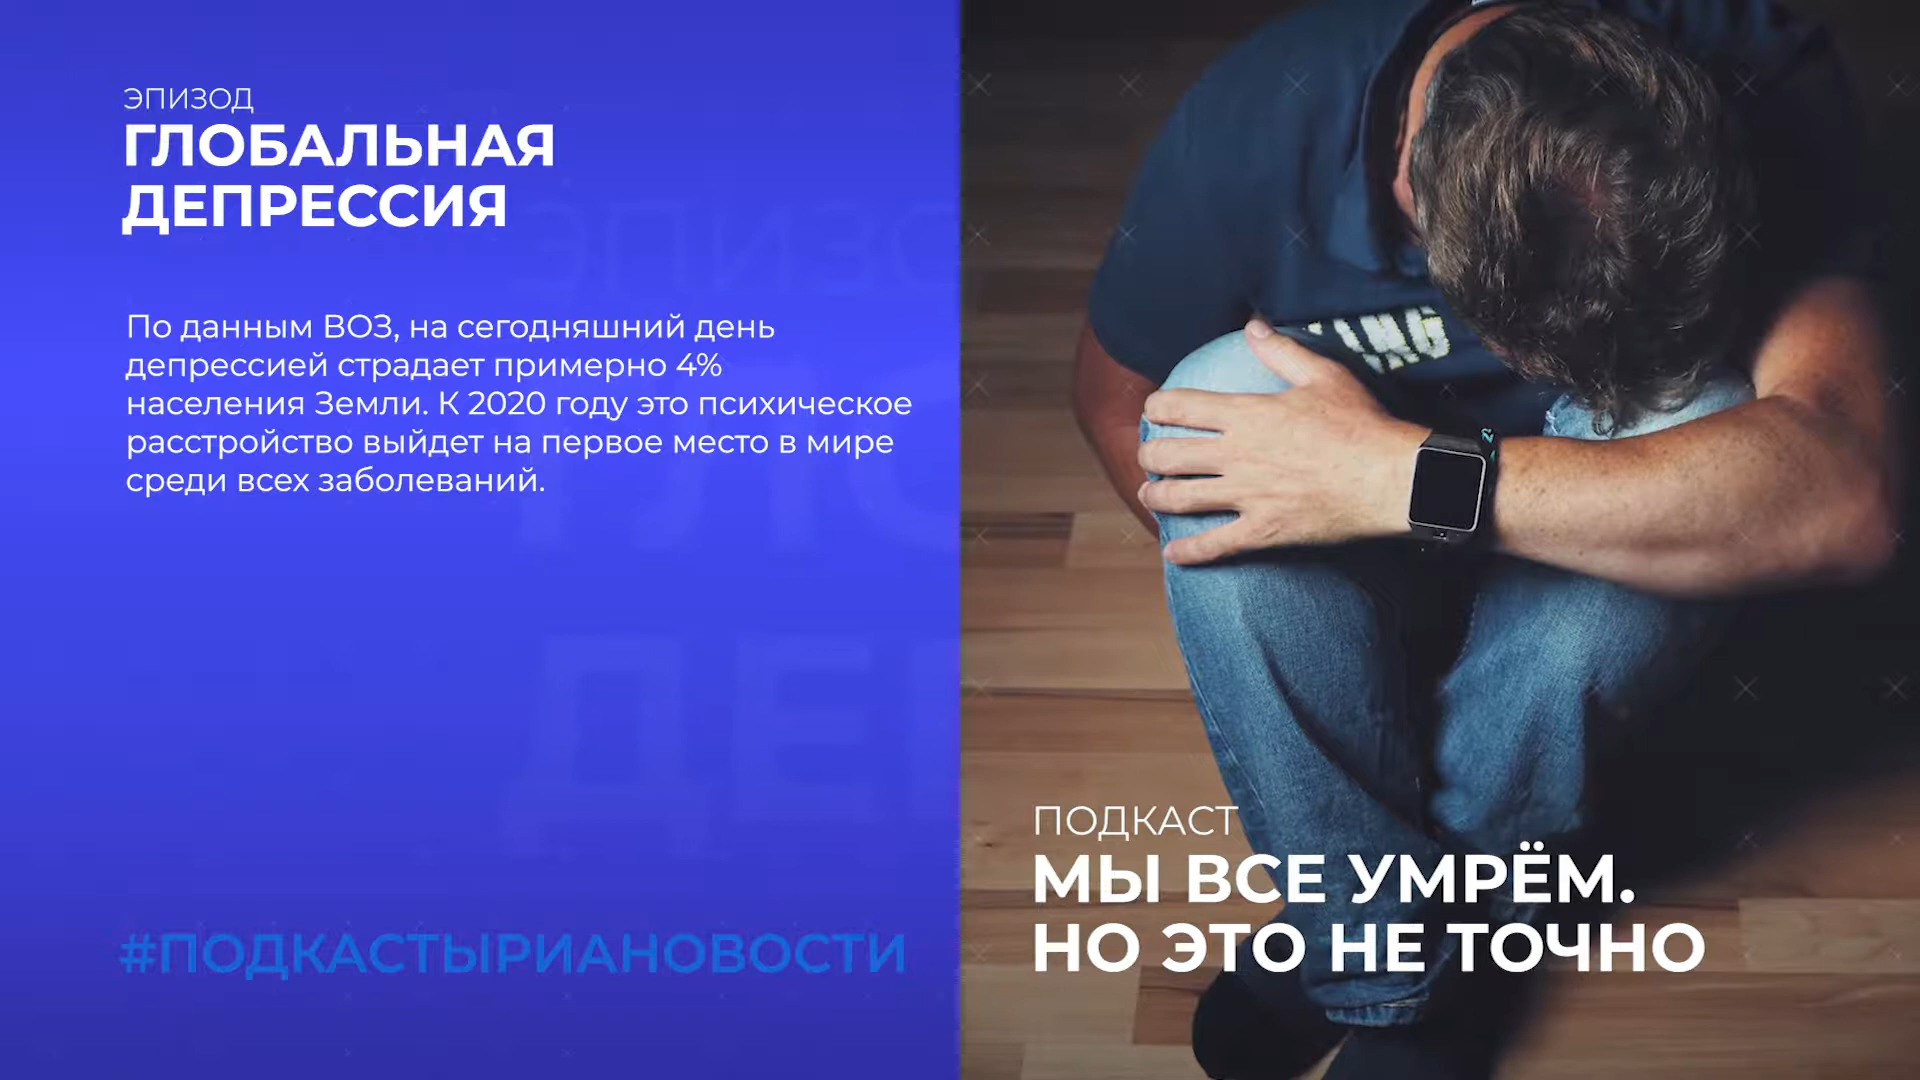 ЭПИЗОД
ГЛОБАЛЬНАЯ
ДЕПРЕССИЯ
По данным ВОЗ, на сегодняшний день
депрессией страдает примерно 4%
населения Земли. К 2020 году это психическое
расстройство выйдет на первое место в мире
среди всех заболеваний.
#ПОДКАСТЫРИАНОВОСТИ
ПОДКАСТ
МЫ ВСЕ УМРЁМ.
НО ЭТО НЕ ТОЧНО